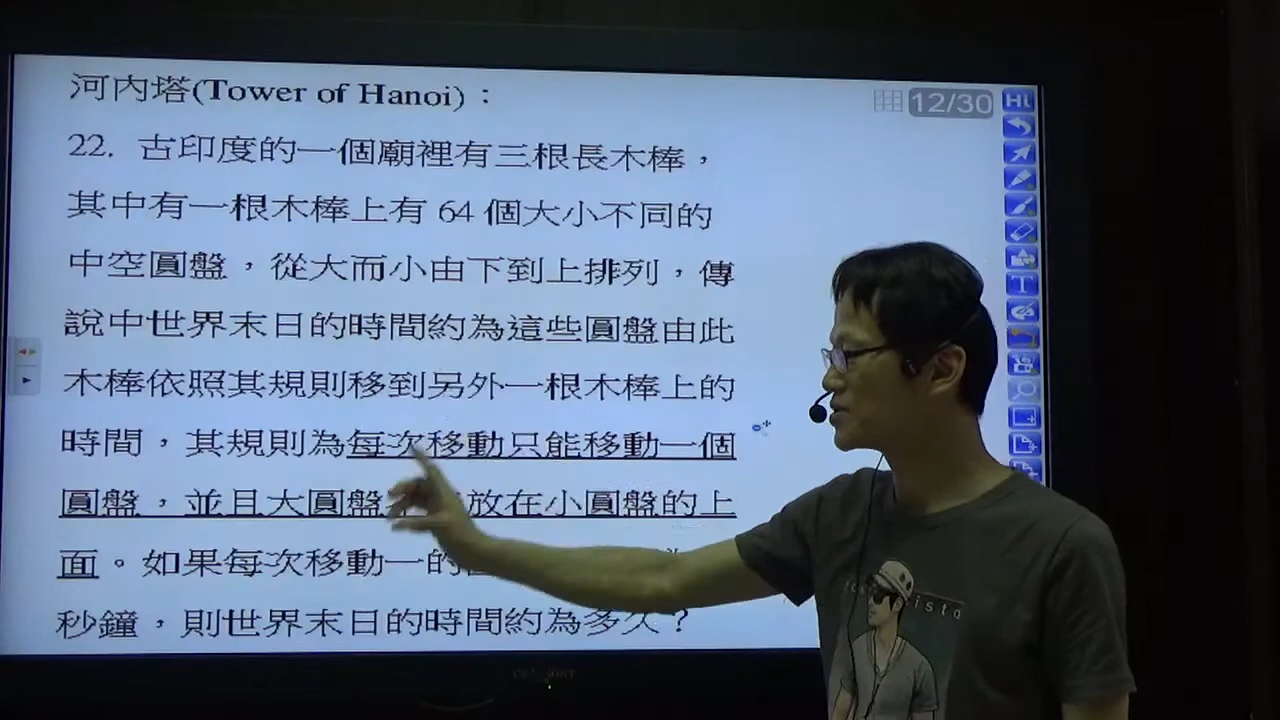 河內塔(Tower of Hanoi)：
12/30
22. 古印度的一個廟裡有三根長木棒，
其中有一根木棒上有 64 個大小不同的
中空圓盤，從大而小由下到上排列，傳
說中世界末日的時間約為這些圓盤由此
木棒依照其規則移到另外一根木棒上的
時間，其規則為每次移動只能移動一個
圓盤，並且大圓盤 放在小圓盤的上
面。如果每次移動一的
秒鐘，則世界末日的時間約為多久？